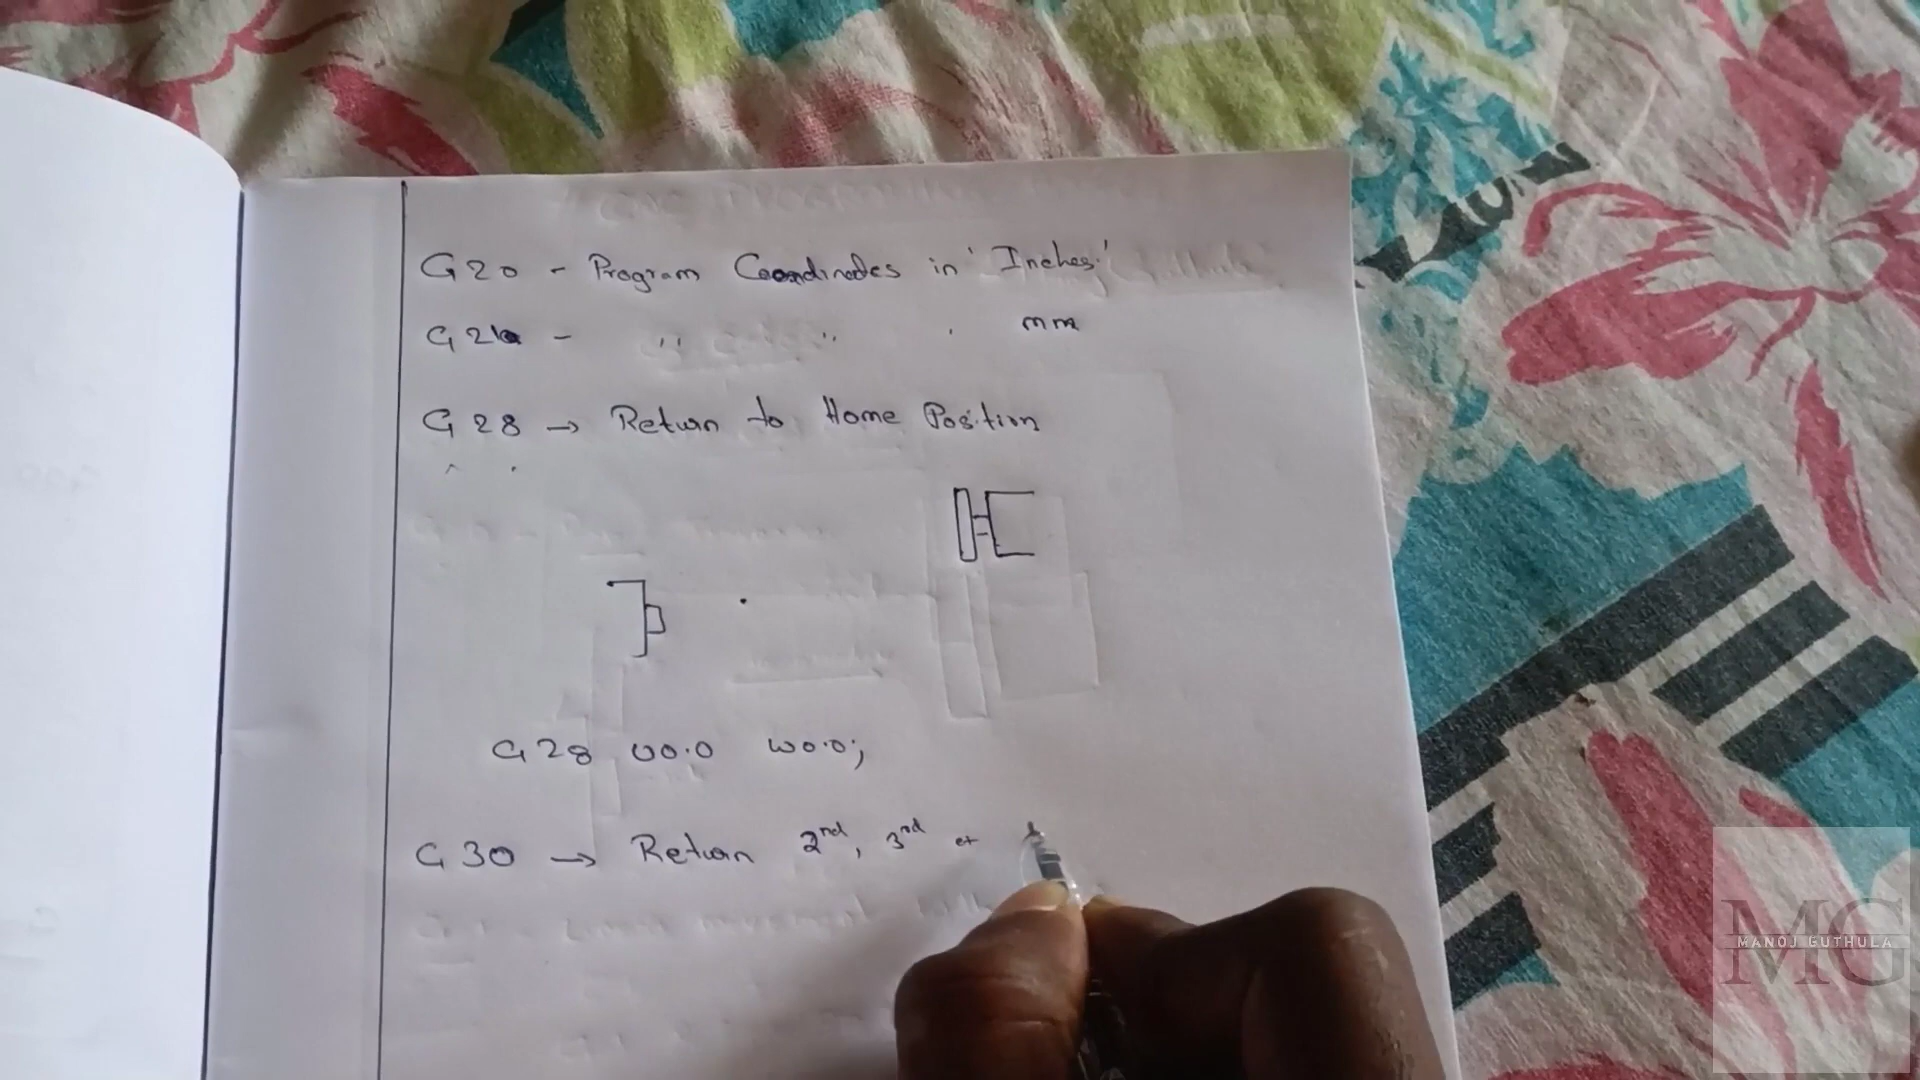 G20 - Program Coordinates in 'Inches'
G21 - '' '' ' mm
G28 → Return to Home Position
G28 U0.0 W0.0;
G30 → Return 2nd, 3rd et
MG
MANOJ GUTHULA